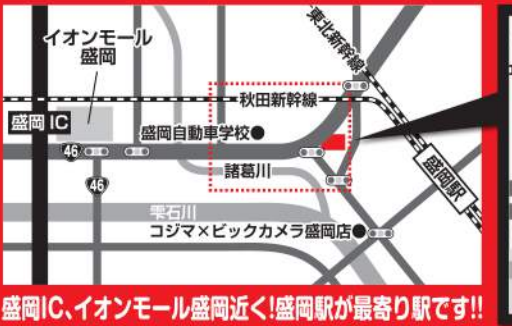 イオンモール
盛岡
東北新幹線
秋田新幹線
盛岡IC
盛岡自動車学校●
46
諸葛川
盛岡駅
46
雫石川
コジマ×ビックカメラ盛岡店●
盛岡IC、イオンモール盛岡近く!盛岡駅が最寄り駅です!!